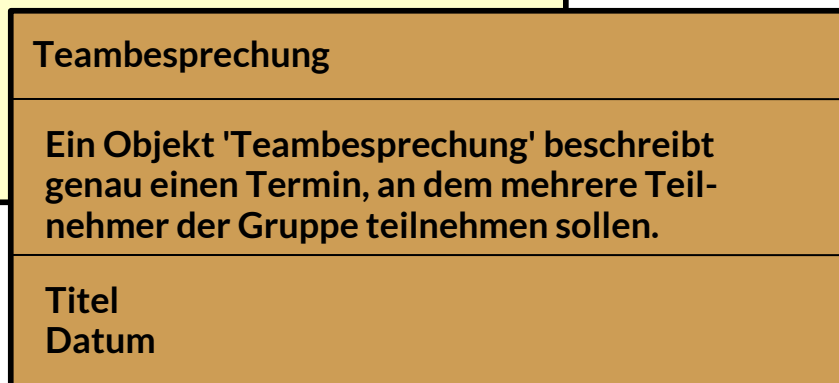 Teambesprechung
Ein Objekt 'Teambesprechung' beschreibt
genau einen Termin, an dem mehrere Teil-
nehmer der Gruppe teilnehmen sollen.
Titel
Datum